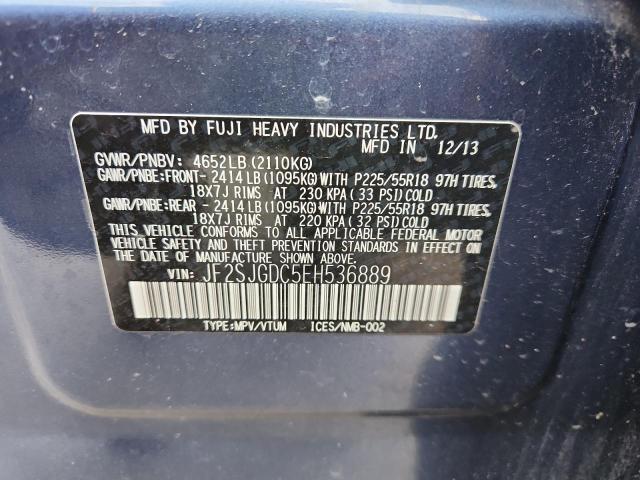 MFD BY FUJI HEAVY INDUSTRIES LTD.
MFD IN 12/13
GVWR/PNBV: 4652LB(2110KG)
GAWR/PNBE:FRONT- 2414LB(1095KG)WITH P225/55R18 97H TIRES,
18X7J RIMS AT 230 KPA (33 PSI)COLD
GAWR/PNBE:REAR - 2414LB(1095KG)WITH P225/55R18 97H TIRES,
18X7J RIMS AT 220 KPA (32 PSI)COLD
THIS VEHICLE CONFORMS TO ALL APPLICABLE FEDERAL MOTOR
VEHICLE SAFETY AND THEFT PREVENTION STANDARDS IN EFFECT ON
THE DATE OF MANUFACTURE SHOWN ABOVE.
VIN: JF2SJGDC5EH536889
TYPE:MPV/VTUM ICES/NMB-002